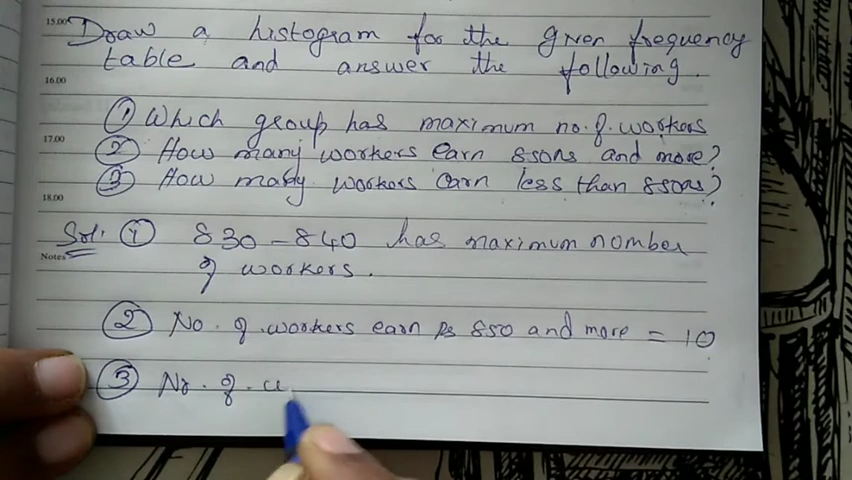 15.00
Draw a histogram for the given frequency
table and answer the following.
16.00
① Which group has maximum no. of workers
17.00
② How many workers earn 850rs and more?
③ How many workers earn less than 850rs?
18.00
Sol: ① 830 - 840 has maximum number
Notes
of workers.
② No. of workers earn Rs 850 and more = 10
③ No. of